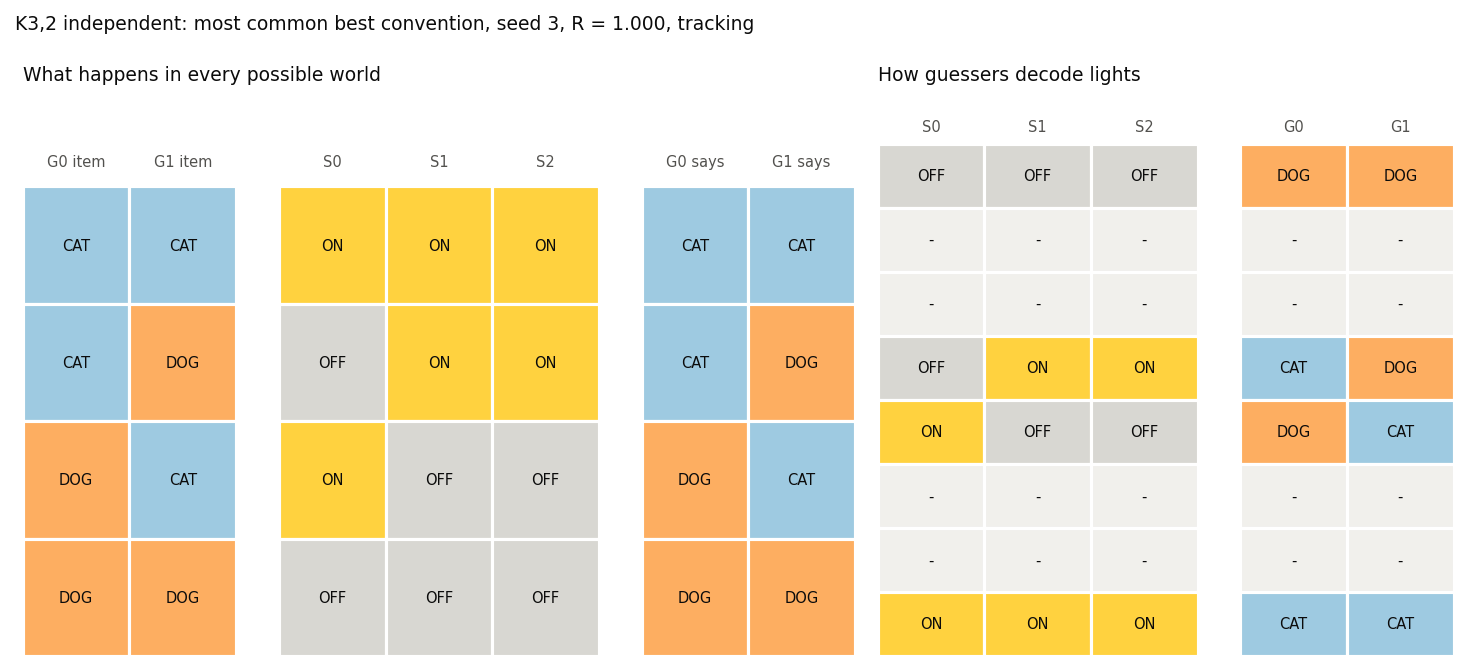 K3,2 independent: most common best convention, seed 3, R = 1.000, tracking
What happens in every possible world
G0 item G1 item S0 S1 S2 G0 says G1 says
CAT CAT ON ON ON CAT CAT
CAT DOG OFF ON ON CAT DOG
DOG CAT ON OFF OFF DOG CAT
DOG DOG OFF OFF OFF DOG DOG
How guessers decode lights
S0 S1 S2 G0 G1
OFF OFF OFF DOG DOG
- - - - -
- - - - -
OFF ON ON CAT DOG
ON OFF OFF DOG CAT
- - - - -
- - - - -
ON ON ON CAT CAT